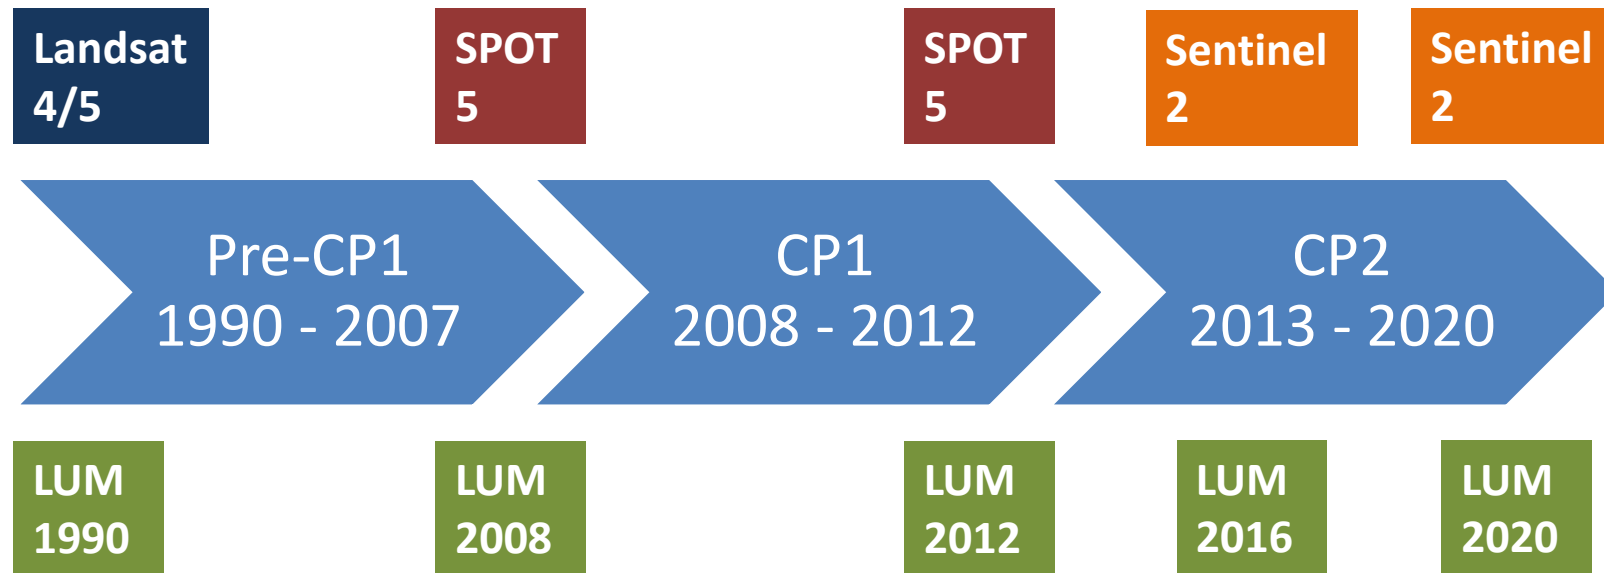 Landsat
4/5
SPOT
5
SPOT
5
Sentinel
2
Sentinel
2
Pre-CP1
1990 - 2007
CP1
2008 - 2012
CP2
2013 - 2020
LUM
1990
LUM
2008
LUM
2012
LUM
2016
LUM
2020